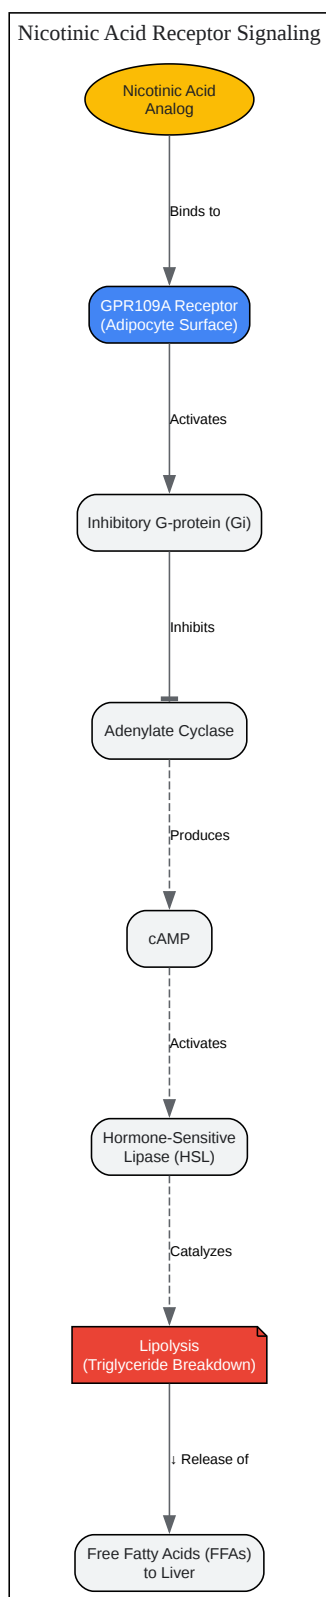 Nicotinic Acid Receptor Signaling
Nicotinic Acid
Analog
Binds to
GPR109A Receptor
(Adipocyte Surface)
Activates
Inhibitory G-protein (Gi)
Inhibits
Adenylate Cyclase
Produces
cAMP
Activates
Hormone-Sensitive
Lipase (HSL)
Catalyzes
Lipolysis
(Triglyceride Breakdown)
↓ Release of
Free Fatty Acids (FFAs)
to Liver